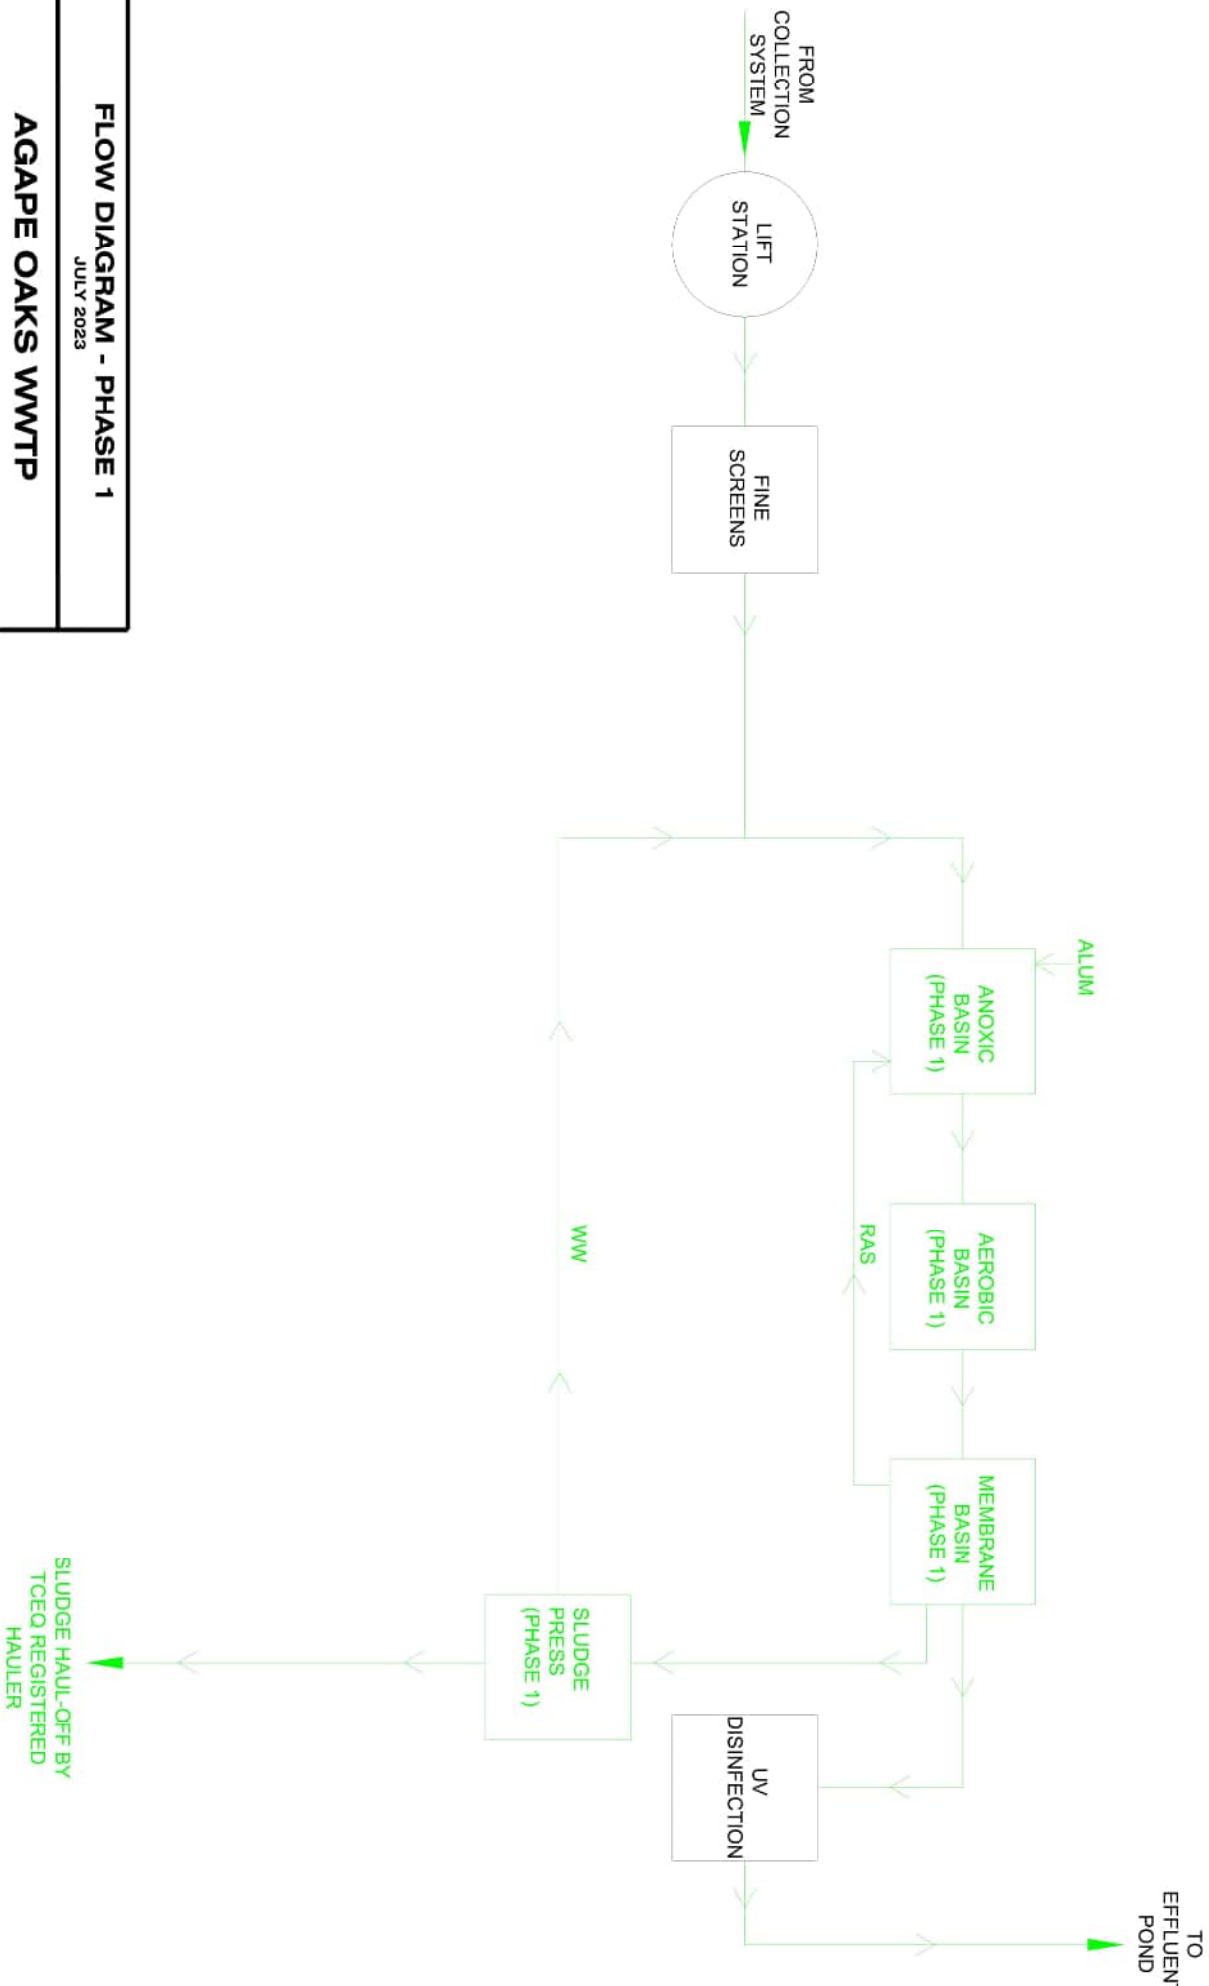 FROM
COLLECTION
SYSTEM
LIFT
STATION
FINE
SCREENS
ALUM
ANOXIC
BASIN
(PHASE 1)
AEROBIC
BASIN
(PHASE 1)
MEMBRANE
BASIN
(PHASE 1)
RAS
WW
SLUDGE
PRESS
(PHASE 1)
UV
DISINFECTION
TO
EFFLUEN
POND
SLUDGE HAUL-OFF BY
TCEQ REGISTERED
HAULER
FLOW DIAGRAM - PHASE 1
JULY 2023
AGAPE OAKS WWTP